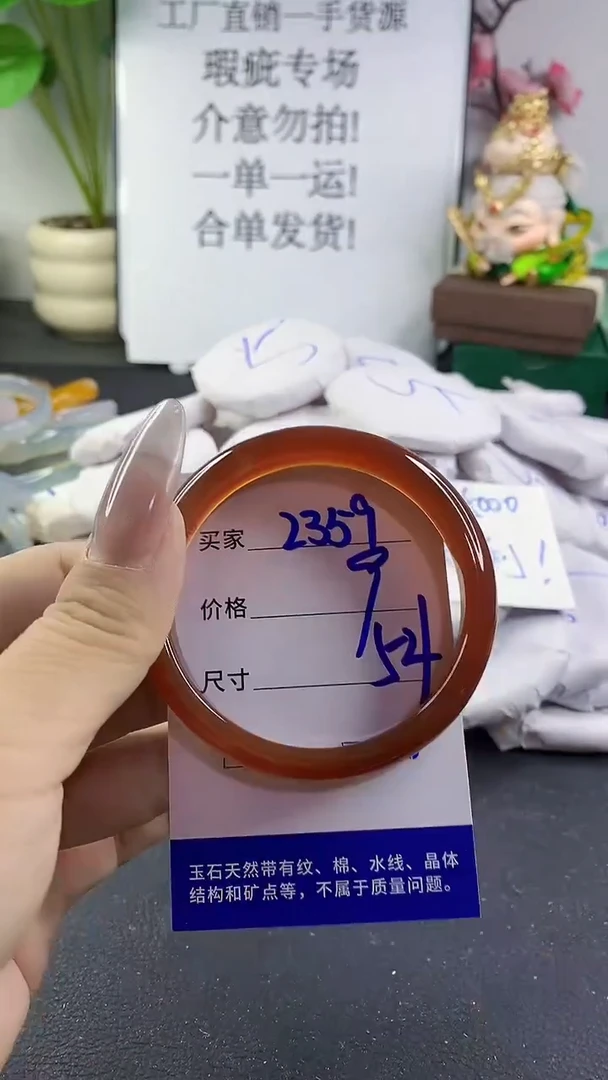 工厂直销一手货源
瑕疵专场
介意勿拍!
一单一运!
合单发货!
买家 2359
价格 9
尺寸 54
玉石天然带有纹、棉、水线、晶体
结构和矿点等，不属于质量问题。